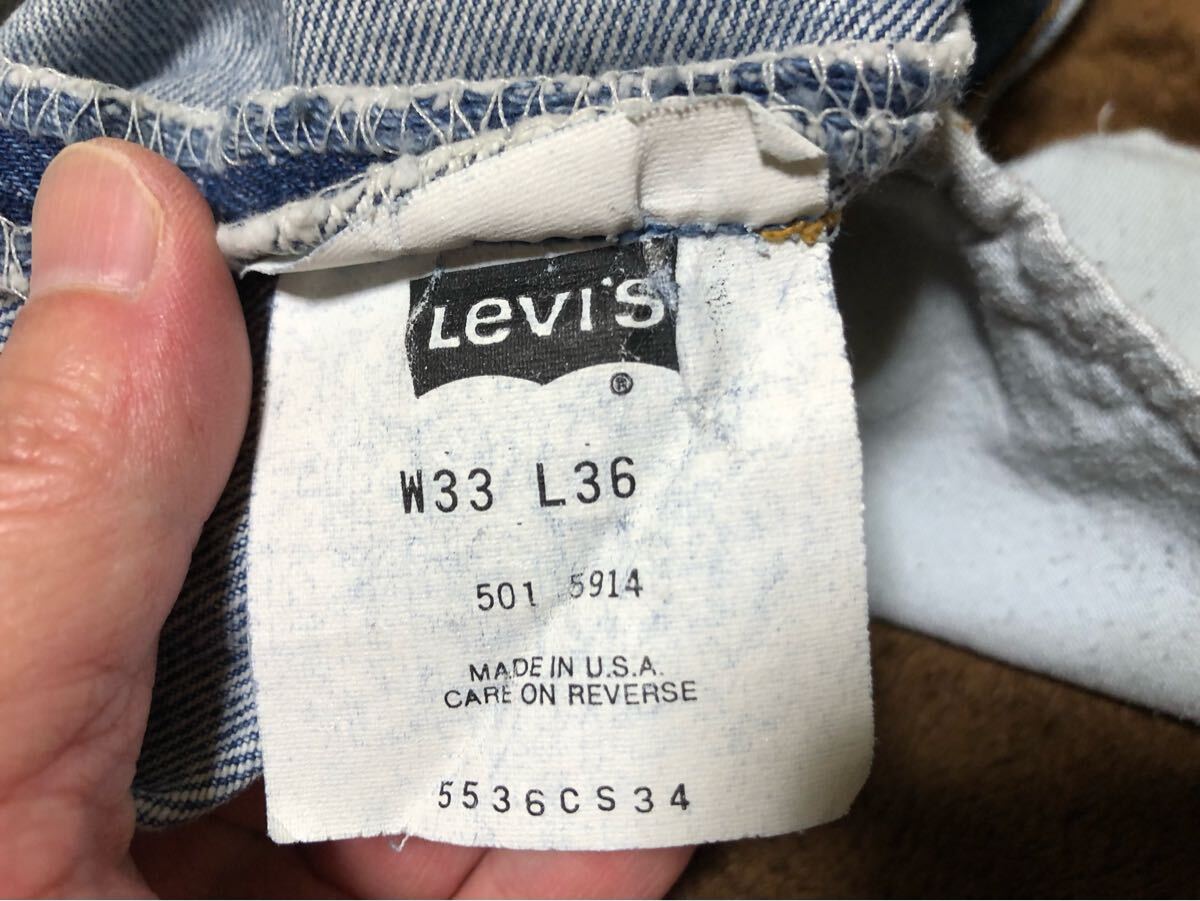 Levi's
®
W33 L36
501 5914
MADE IN U.S.A.
CARE ON REVERSE
5536CS34